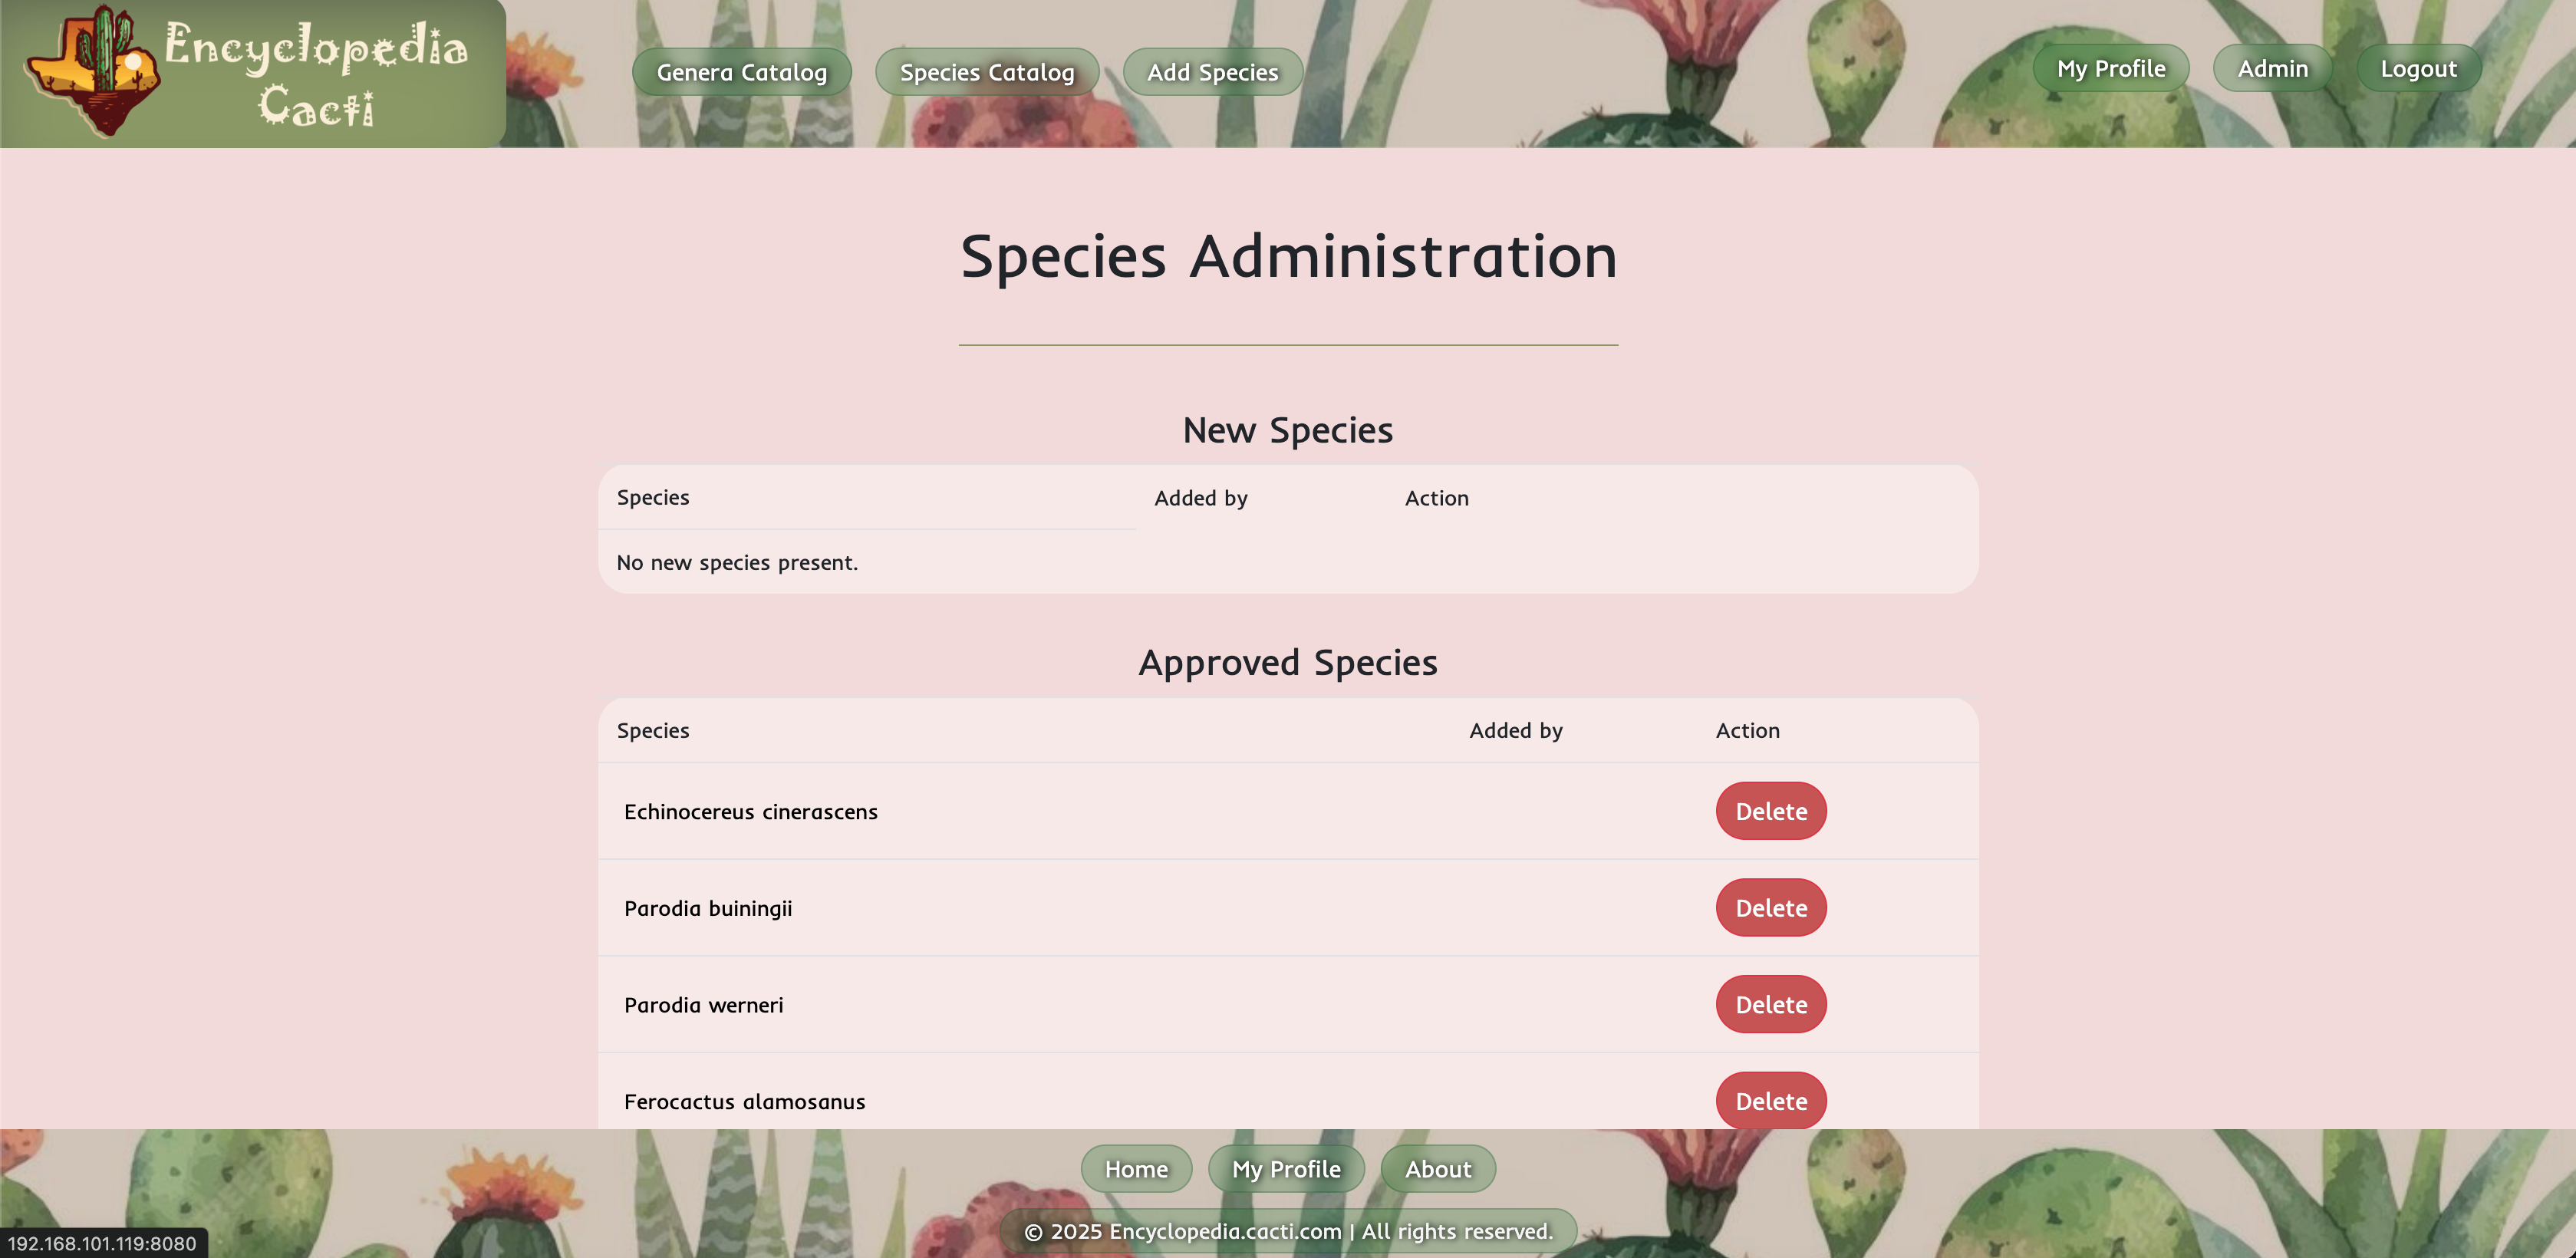 Encyclopedia
Cacti
Genera Catalog Species Catalog Add Species
My Profile Admin Logout
Species Administration
New Species
Species Added by Action
No new species present.
Approved Species
Species Added by Action
Echinocereus cinerascens Delete
Parodia buiningii Delete
Parodia werneri Delete
Ferocactus alamosanus Delete
Home My Profile About
© 2025 Encyclopedia.cacti.com | All rights reserved.
192.168.101.119:8080